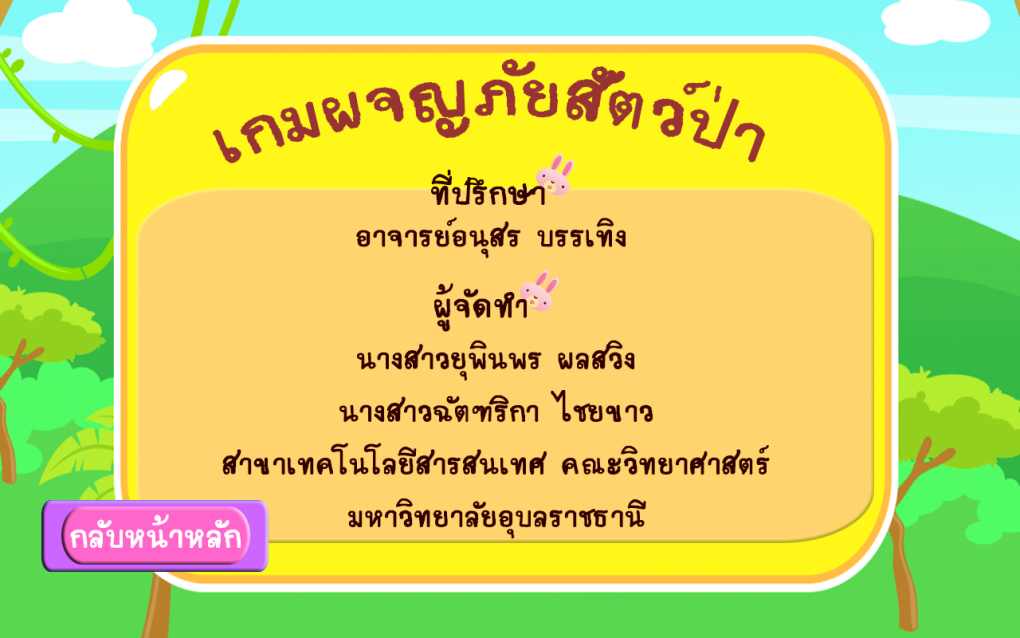 เกมผจญภัยสัตว์ป่า
ที่ปรึกษา
อาจารย์อนุสร บรรเทิง
ผู้จัดทำ
นางสาวยุพินพร ผลสวิง
นางสาวฉัตฑริกา ไชยขาว
สาขาเทคโนโลยีสารสนเทศ คณะวิทยาศาสตร์
มหาวิทยาลัยอุบลราชธานี
กลับหน้าหลัก